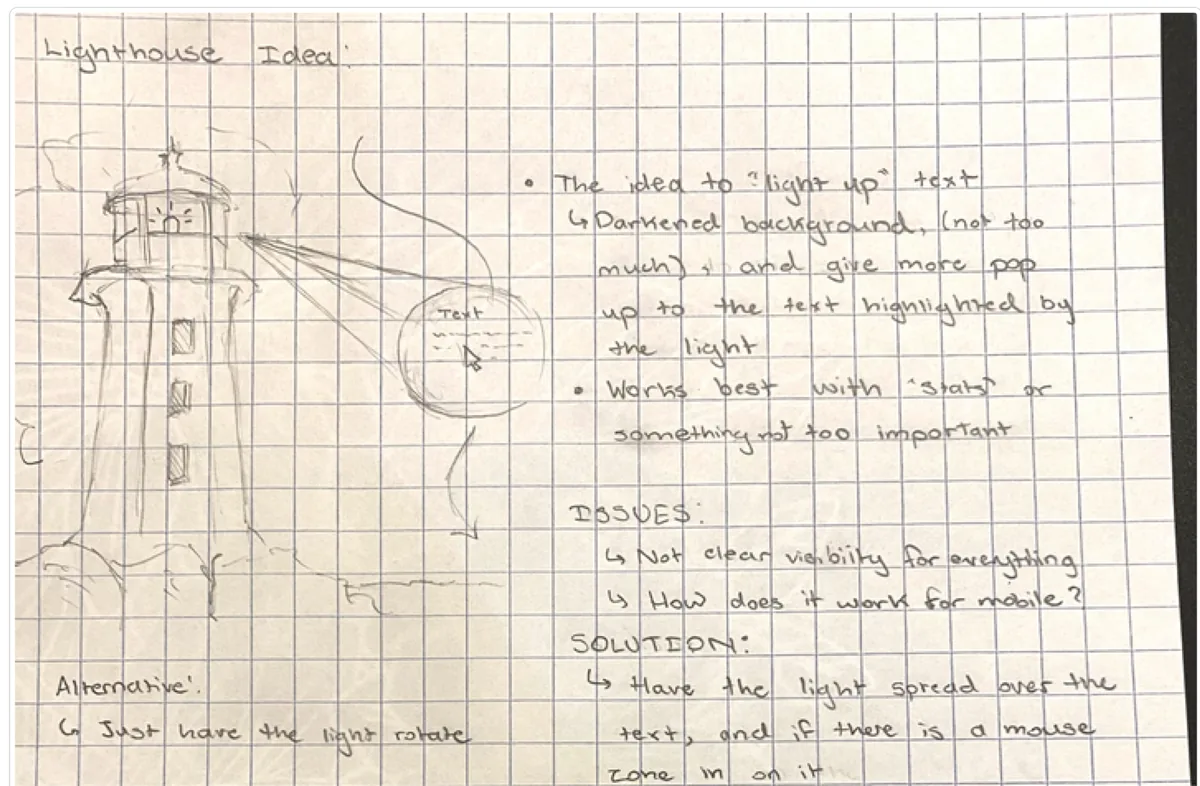 Lighthouse Idea:
• The idea to "light up" text
↳ Darkened background, (not too
much), and give more pop
up to the text highlighted by
the light
Text
• Works best with "stats" or
something not too important
ISSUES:
↳ Not clear visibiity for everything
↳ How does it work for mobile?
SOLUTION:
↳ Have the light spread over the
text, and if there is a mouse
zone in on it
Alternative:
↳ Just have the light rotate